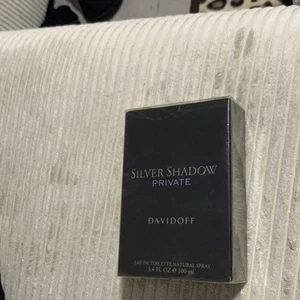 SILVER SHADOW
PRIVATE
DAVIDOFF
EAU DE TOILETTE NATURAL SPRAY
3.4 FL OZ ℮ 100 ml